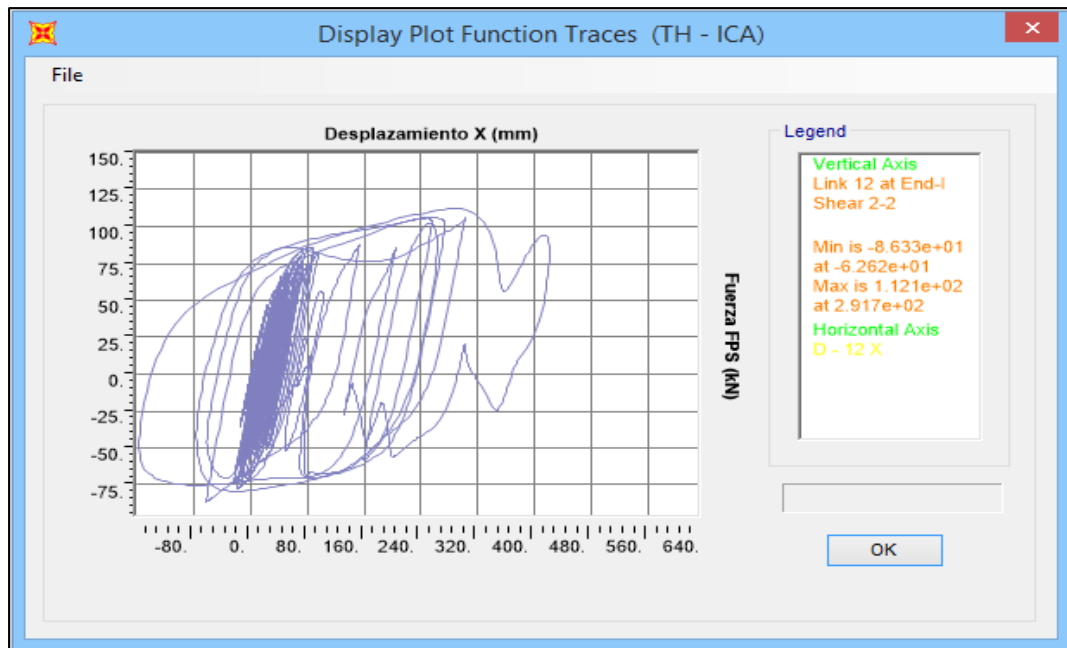 Display Plot Function Traces (TH - ICA)
File
Desplazamiento X (mm)
150.
125.
100.
75.
50.
25.
0.
-25.
-50.
-75.
-80. 0. 80. 160. 240. 320. 400. 480. 560. 640.
Fuerza FPS (kN)
Legend
Vertical Axis
Link 12 at End-I
Shear 2-2
Min is -8.633e+01
at -6.262e+01
Max is 1.121e+02
at 2.917e+02
Horizontal Axis
D - 12 X
OK